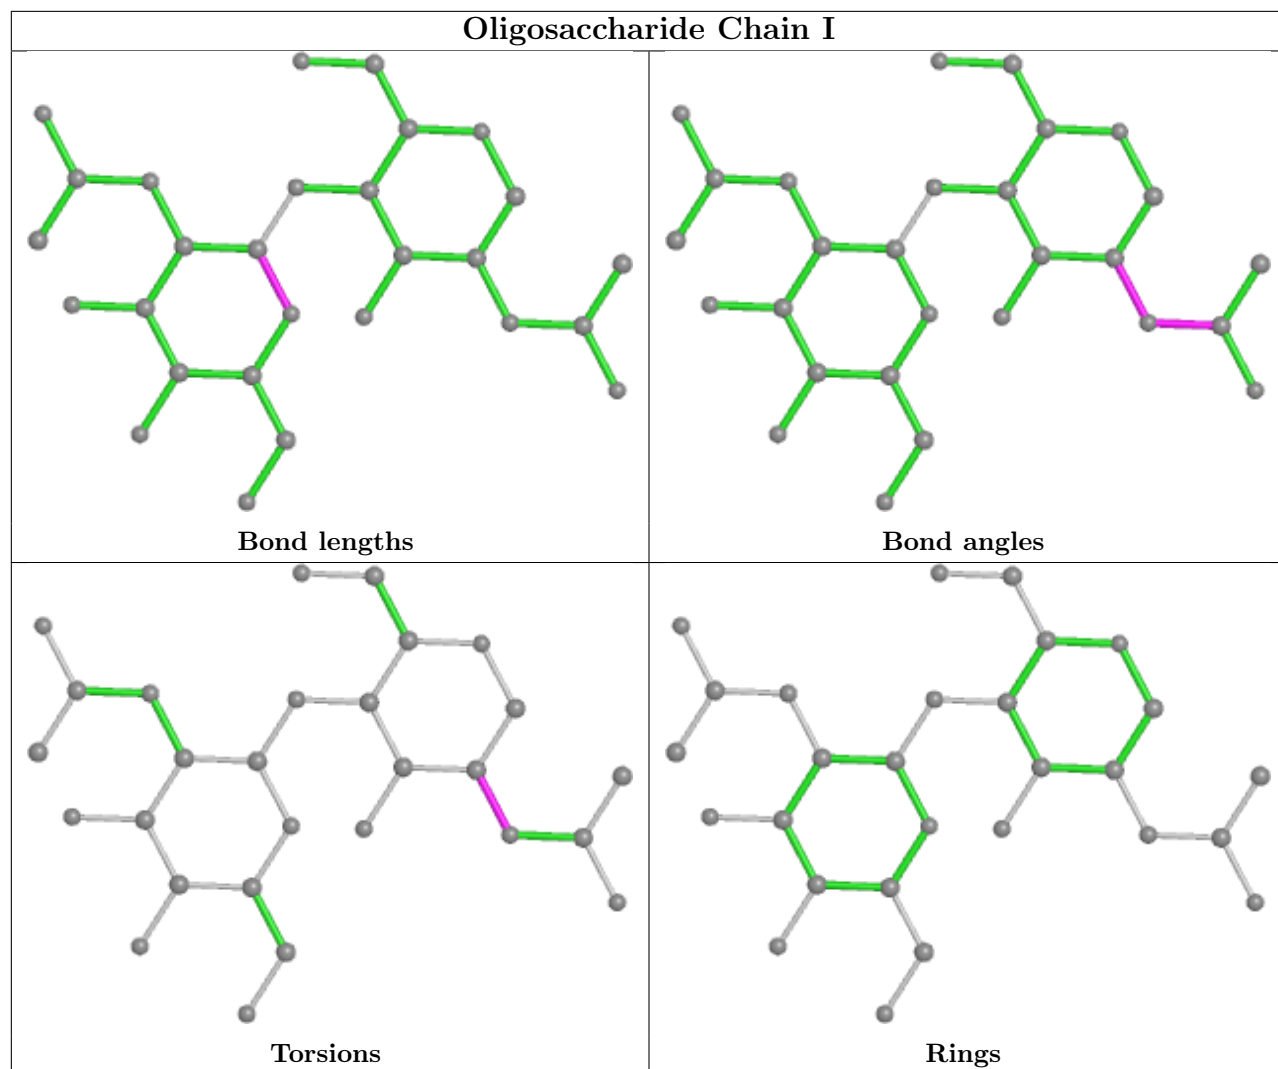 Oligosaccharide Chain I
Bond lengths
Bond angles
Torsions
Rings